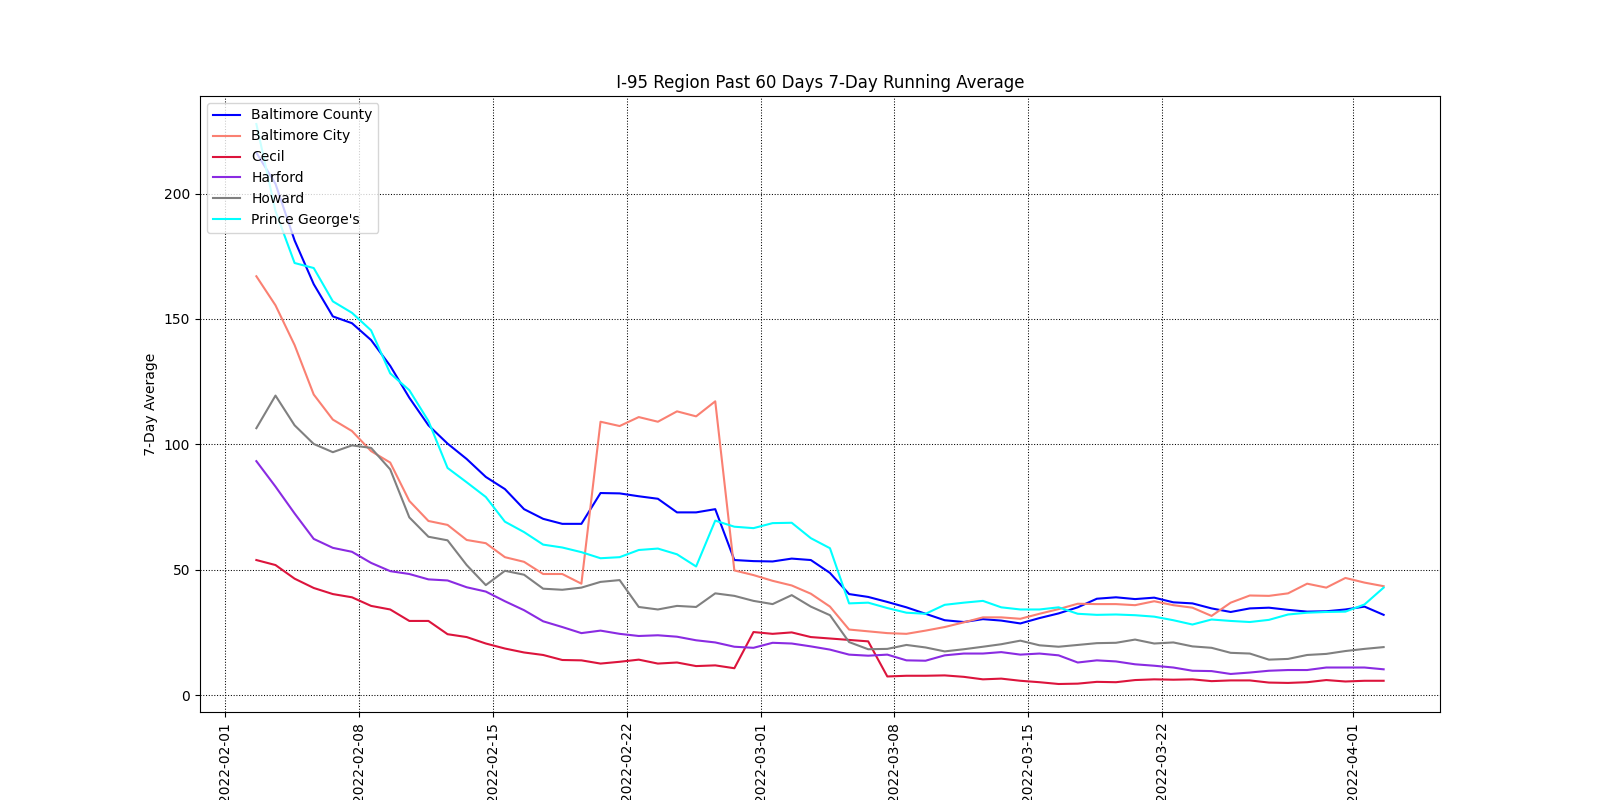 I-95 Region Past 60 Days 7-Day Running Average
Baltimore County
Baltimore City
Cecil
Harford
Howard
Prince George's
200
150
100
50
0
7-Day Average
2022-02-01
2022-02-08
2022-02-15
2022-02-22
2022-03-01
2022-03-08
2022-03-15
2022-03-22
2022-04-01